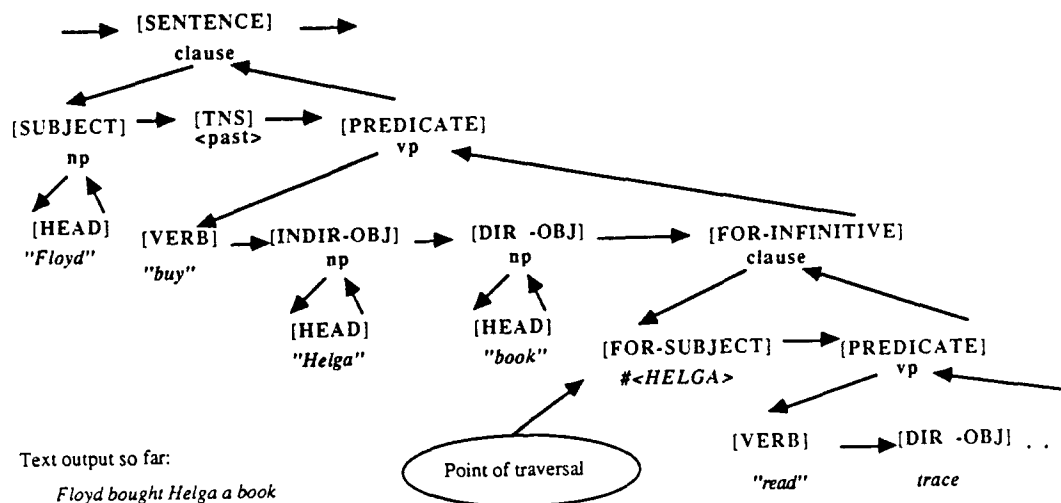 [SENTENCE]
clause
[SUBJECT]
[TNS]
[PREDICATE]
np
<past>
vp
[HEAD]
"Floyd"
[VERB]
[INDIR-OBJ]
[DIR -OBJ]
[FOR-INFINITIVE]
"buy"
np
np
clause
[HEAD]
[HEAD]
"Helga"
"book"
[FOR-SUBJECT]
[PREDICATE]
#<HELGA>
vp
[VERB]
[DIR -OBJ] . .
"read"
trace
Point of traversal
Text output so far:
Floyd bought Helga a book